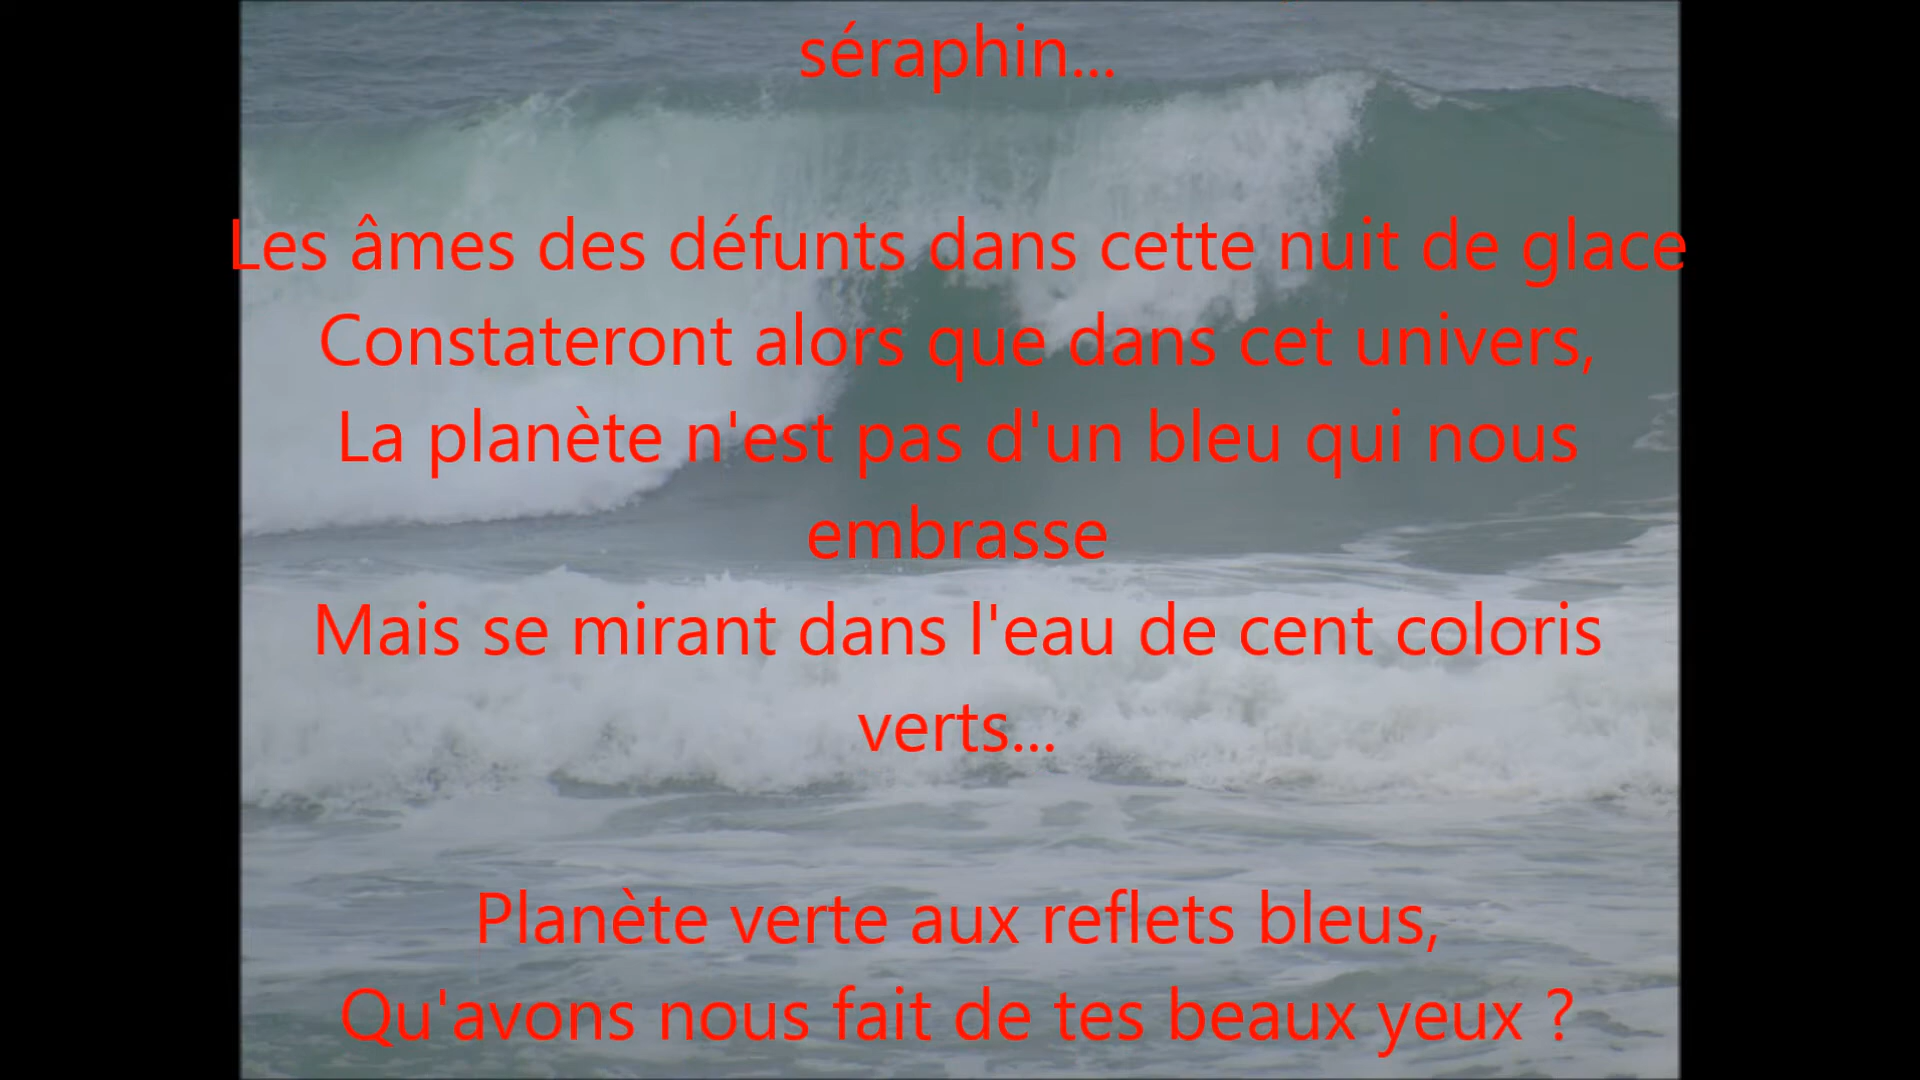 séraphin...
Les âmes des défunts dans cette nuit de glace
Constateront alors que dans cet univers,
La planète n'est pas d'un bleu qui nous
embrasse
Mais se mirant dans l'eau de cent coloris
verts...
Planète verte aux reflets bleus,
Qu'avons nous fait de tes beaux yeux ?